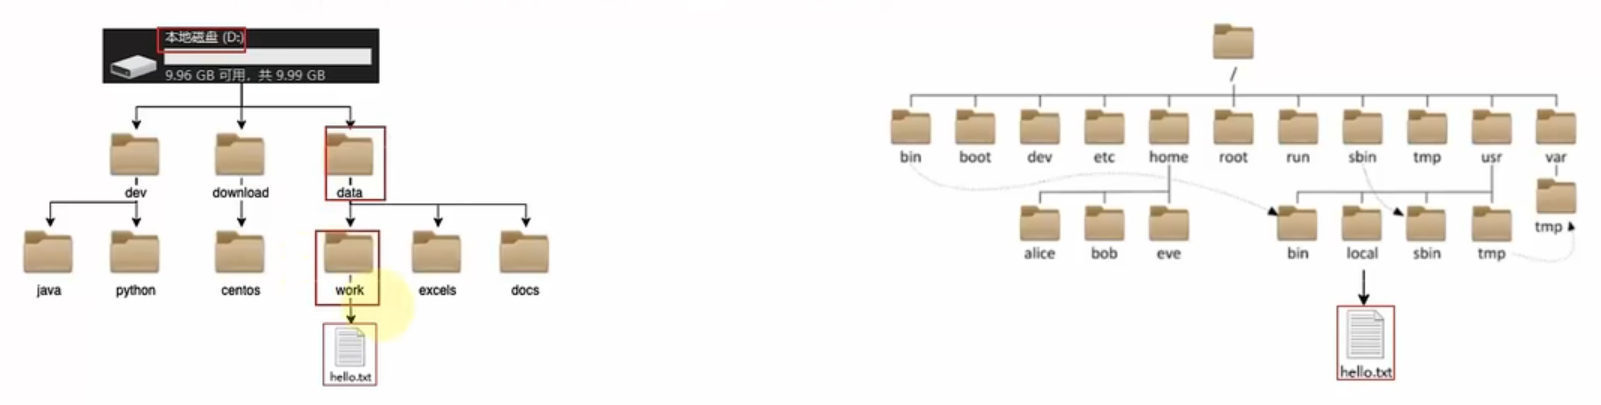 本地磁盘 (D:)
9.96 GB 可用，共 9.99 GB
dev download data
java python centos work excels docs
hello.txt
/
bin boot dev etc home root run sbin tmp usr var
tmp
alice bob eve bin local sbin tmp
hello.txt